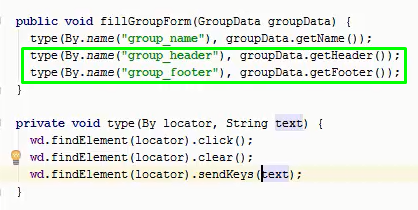 public void fillGroupForm(GroupData groupData) {
type(By.name("group_name"), groupData.getName());
type(By.name("group_header"), groupData.getHeader());
type(By.name("group_footer"), groupData.getFooter());
}
private void type(By locator, String text) {
wd.findElement(locator).click();
wd.findElement(locator).clear();
wd.findElement(locator).sendKeys(text);
}